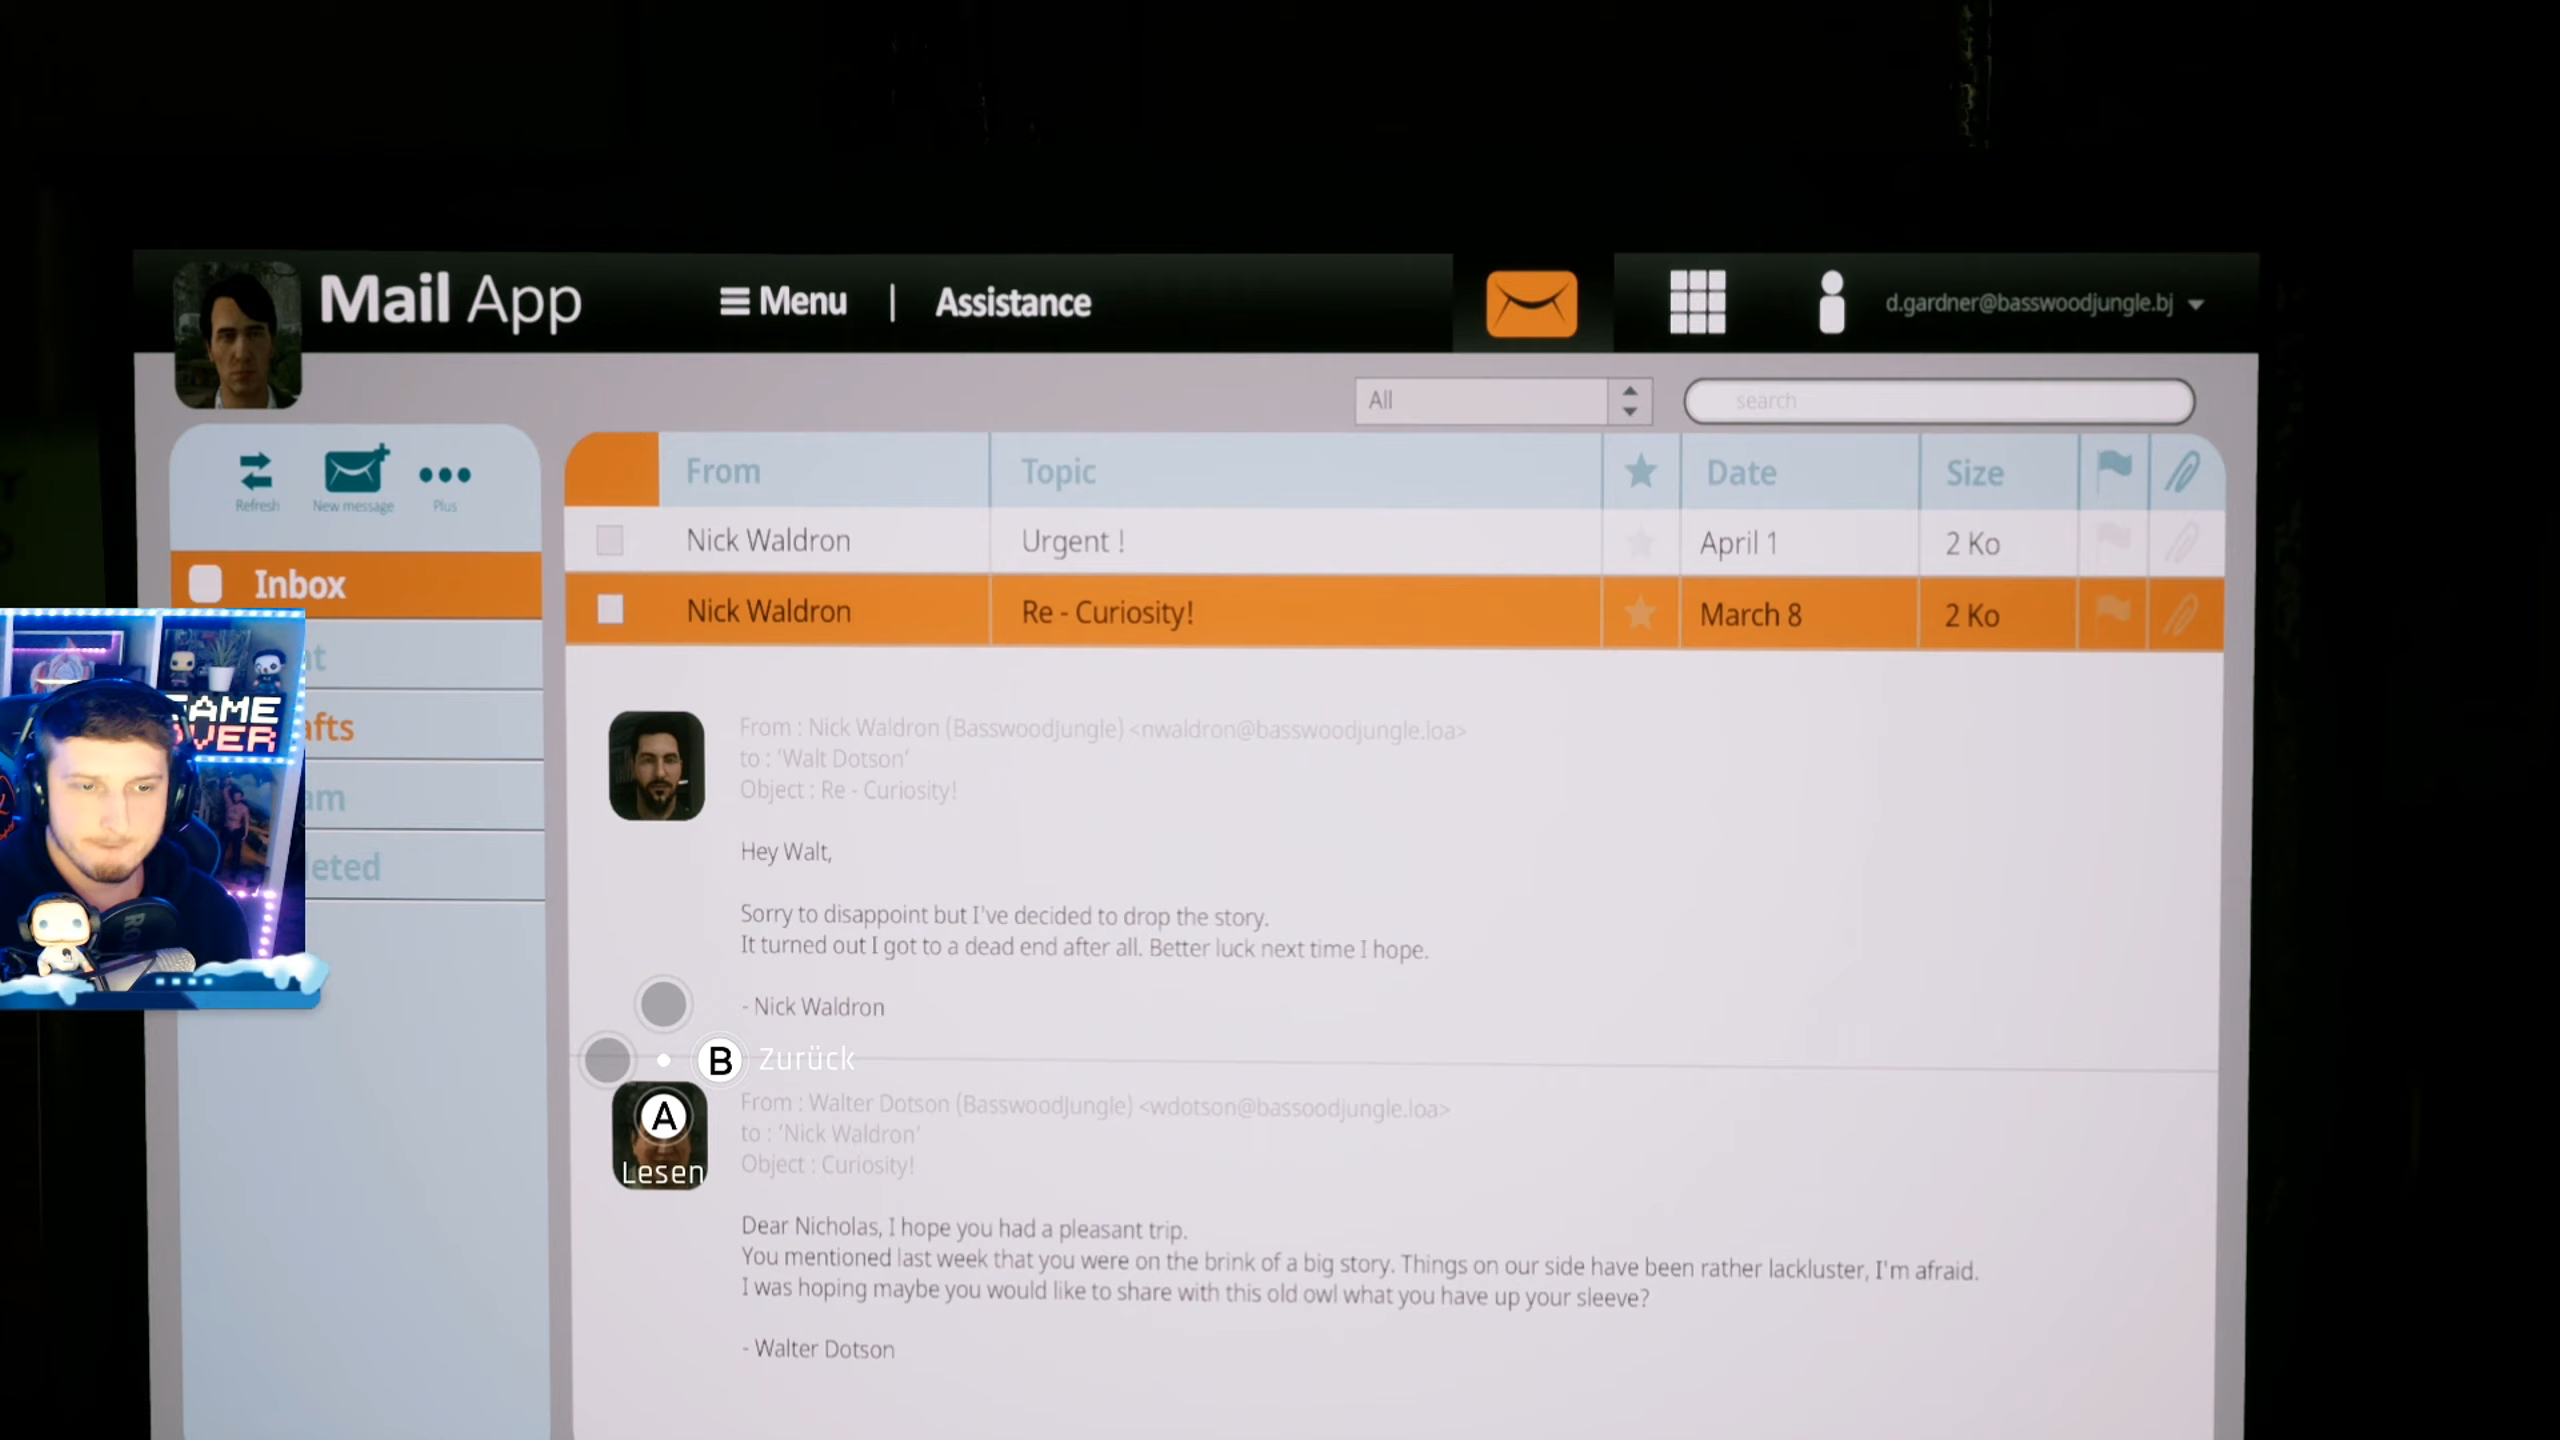 Mail App
Menu | Assistance
d.gardner@basswoodjungle.bj
All
search
Refresh
New message
Plus
From
Topic
Date
Size
Nick Waldron
Urgent !
April 1
2 Ko
Inbox
Nick Waldron
Re - Curiosity!
March 8
2 Ko
GAME
OVER
From : Nick Waldron (BasswoodJungle) <nwaldron@basswoodjungle.loa>
to : 'Walt Dotson'
Object : Re - Curiosity!
Hey Walt,
Sorry to disappoint but I've decided to drop the story.
It turned out I got to a dead end after all. Better luck next time I hope.
- Nick Waldron
B Zurück
A
Lesen
From : Walter Dotson (BasswoodJungle) <wdotson@bassoodjungle.loa>
to : 'Nick Waldron'
Object : Curiosity!
Dear Nicholas, I hope you had a pleasant trip.
You mentioned last week that you were on the brink of a big story. Things on our side have been rather lackluster, I'm afraid.
I was hoping maybe you would like to share with this old owl what you have up your sleeve?
- Walter Dotson